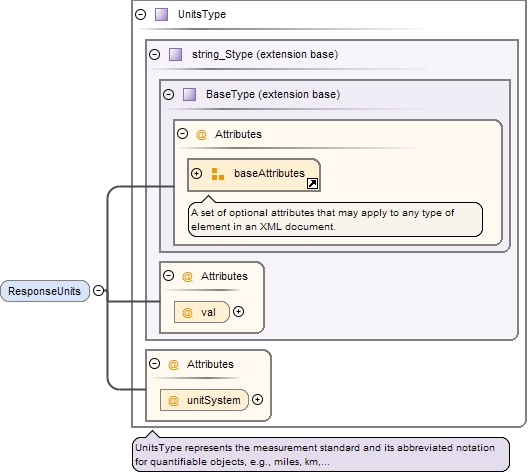 UnitsType
string_Stype (extension base)
BaseType (extension base)
@ Attributes
baseAttributes
A set of optional attributes that may apply to any type of
element in an XML document.
@ Attributes
@ val
ResponseUnits
@ Attributes
@ unitSystem
UnitsType represents the measurement standard and its abbreviated notation
for quantifiable objects, e.g., miles, km,...